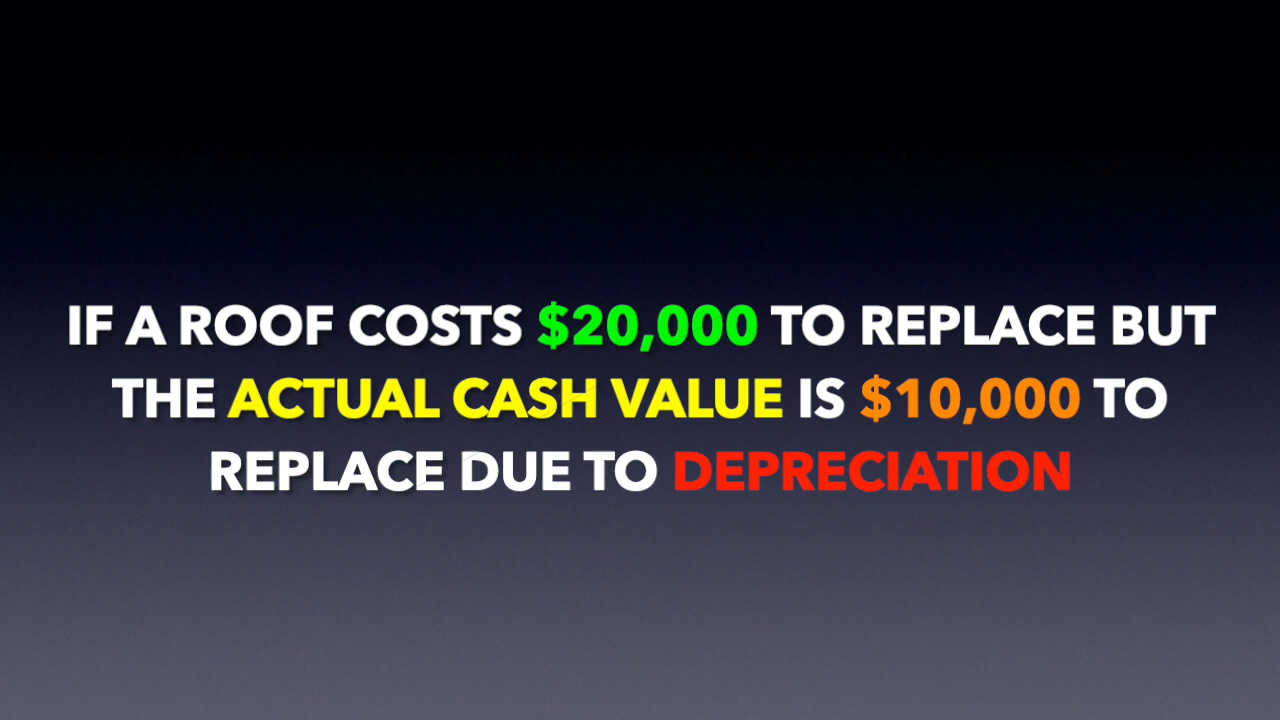 IF A ROOF COSTS $20,000 TO REPLACE BUT
THE ACTUAL CASH VALUE IS $10,000 TO
REPLACE DUE TO DEPRECIATION